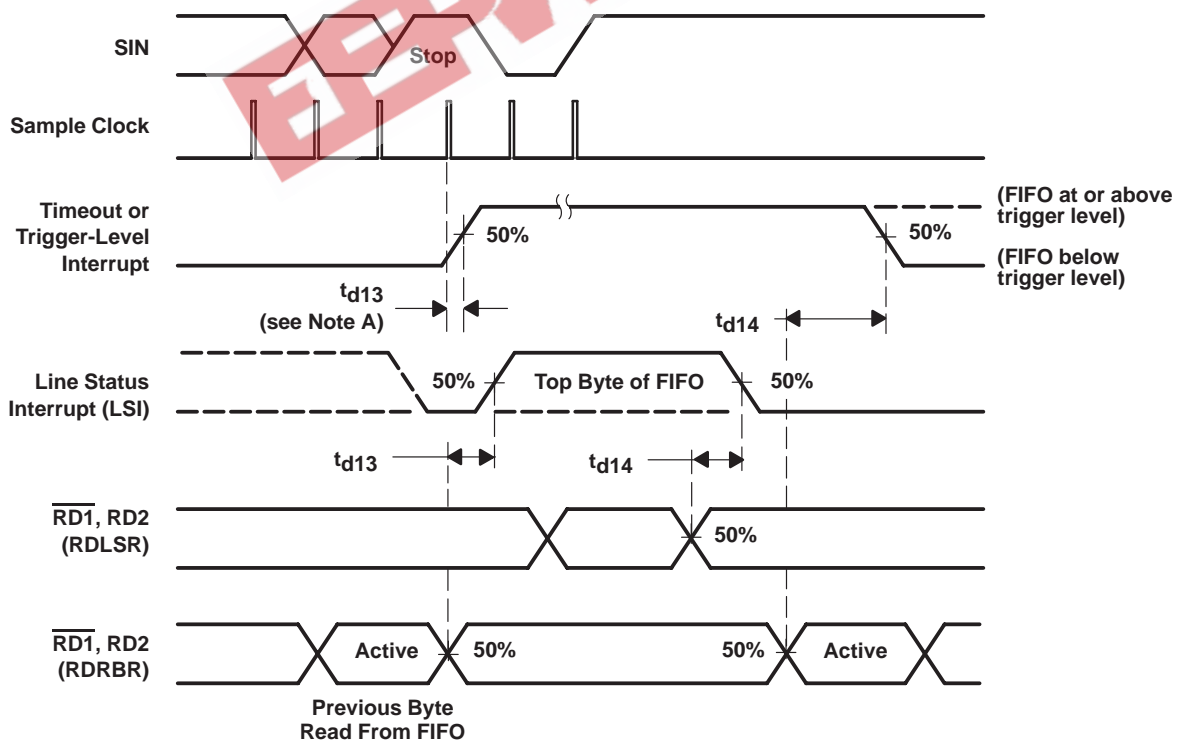 SIN
Stop
Sample Clock
Timeout or
Trigger-Level
Interrupt
50%
50%
(FIFO at or above
trigger level)
(FIFO below
trigger level)
td13
(see Note A)
td14
Line Status
Interrupt (LSI)
50%
Top Byte of FIFO
50%
td13
td14
RD1, RD2
(RDLSR)
50%
RD1, RD2
(RDRBR)
Active
50%
50%
Active
Previous Byte
Read From FIFO